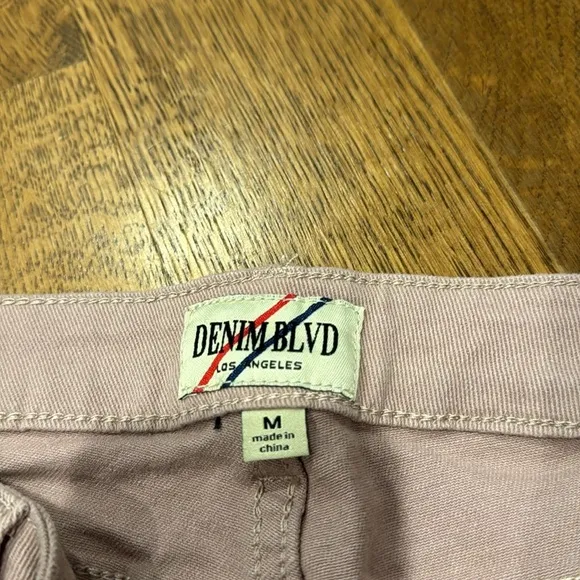 DENIM BLVD
LOS ANGELES
M
made in
china